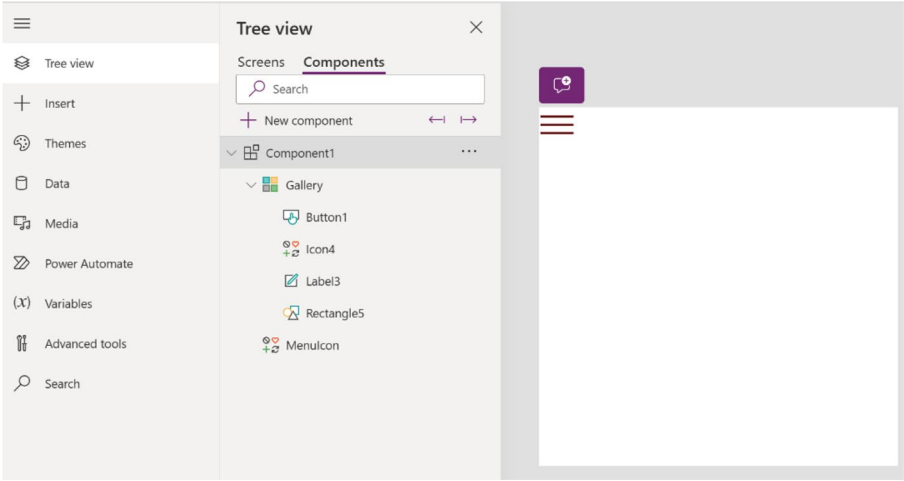 Tree view
Insert
Themes
Data
Media
Power Automate
(x) Variables
Advanced tools
Search
Tree view
Screens Components
Search
New component
Component1
Gallery
Button1
Icon4
Label3
Rectangle5
MenuIcon